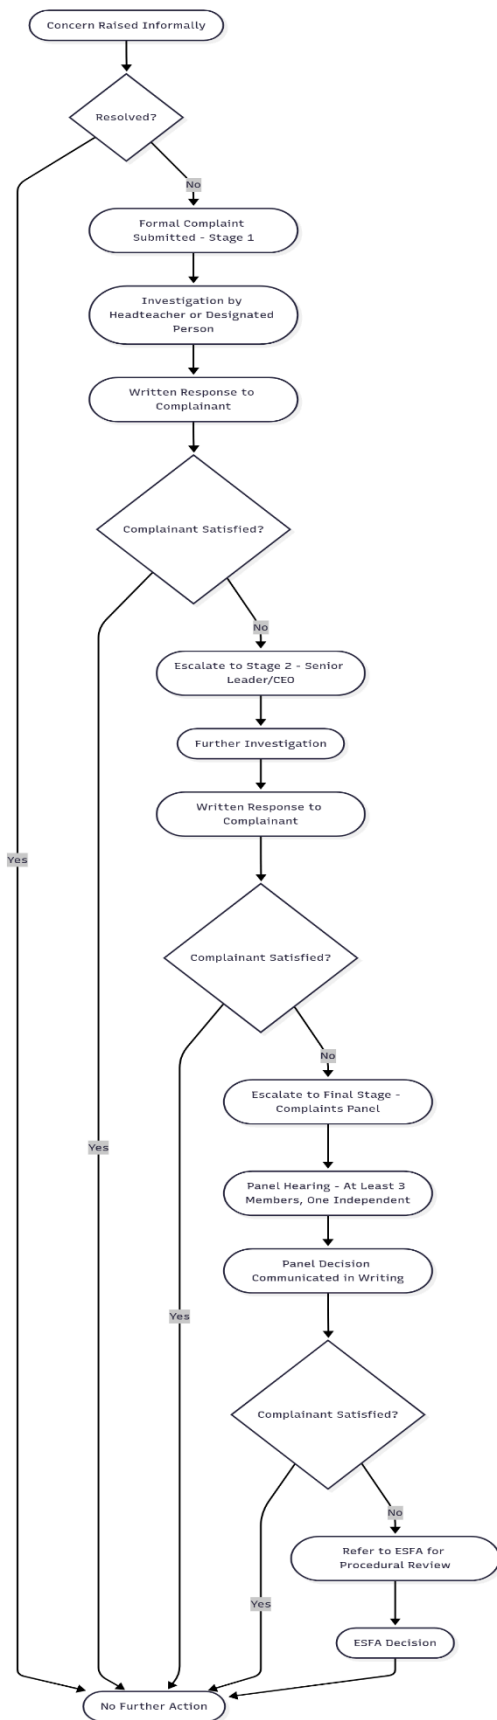 Concern Raised Informally
Resolved?
No
Formal Complaint
Submitted - Stage 1
Investigation by
Headteacher or Designated
Person
Written Response to
Complainant
Complainant Satisfied?
No
Escalate to Stage 2 - Senior
Leader/CEO
Further Investigation
Written Response to
Complainant
Yes
Complainant Satisfied?
No
Escalate to Final Stage -
Complaints Panel
Yes
Panel Hearing - At Least 3
Members, One Independent
Panel Decision
Communicated in Writing
Yes
Complainant Satisfied?
No
Refer to ESFA for
Procedural Review
Yes
ESFA Decision
No Further Action